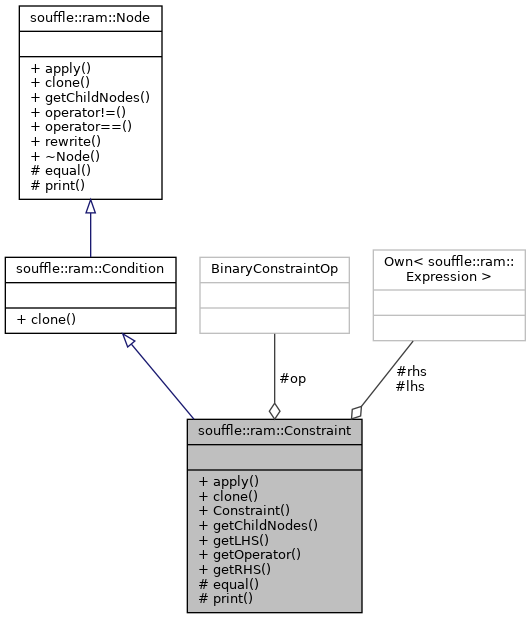 souffle::ram::Node
+ apply()
+ clone()
+ getChildNodes()
+ operator!=()
+ operator==()
+ rewrite()
+ ~Node()
# equal()
# print()
souffle::ram::Condition
+ clone()
BinaryConstraintOp
Own< souffle::ram::
Expression >
#op
#rhs
#lhs
souffle::ram::Constraint
+ apply()
+ clone()
+ Constraint()
+ getChildNodes()
+ getLHS()
+ getOperator()
+ getRHS()
# equal()
# print()